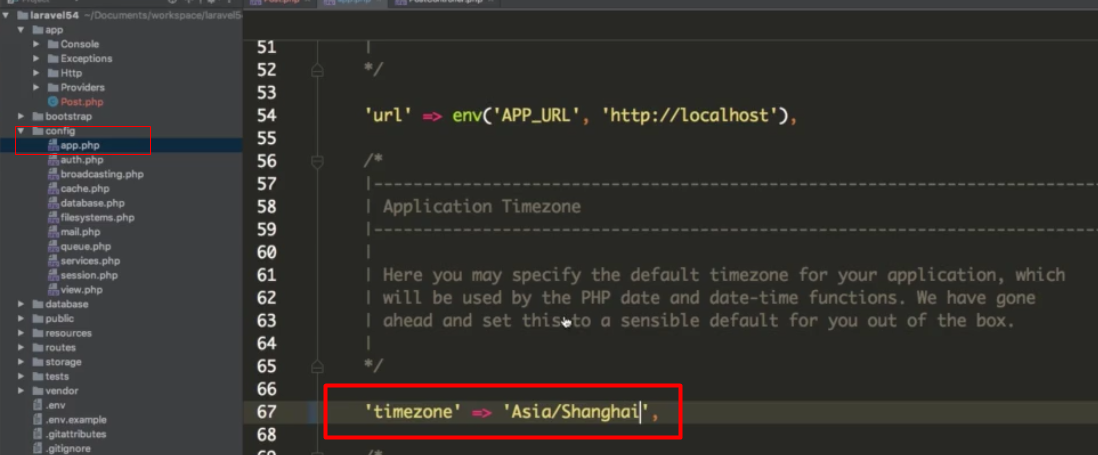 laravel54 ~/Documents/workspace/laravel54
app
Console
Exceptions
Http
Providers
Post.php
bootstrap
config
app.php
auth.php
broadcasting.php
cache.php
database.php
filesystems.php
mail.php
queue.php
services.php
session.php
view.php
database
public
resources
routes
storage
tests
vendor
.env
.env.example
.gitattributes
.gitignore
51 |
52 */
53
54 'url' => env('APP_URL', 'http://localhost'),
55
56 /*
57 |--------------------------------------------------------------------------
58 | Application Timezone
59 |--------------------------------------------------------------------------
60 |
61 | Here you may specify the default timezone for your application, which
62 | will be used by the PHP date and date-time functions. We have gone
63 | ahead and set this to a sensible default for you out of the box.
64 |
65 */
66
67 'timezone' => 'Asia/Shanghai',
68